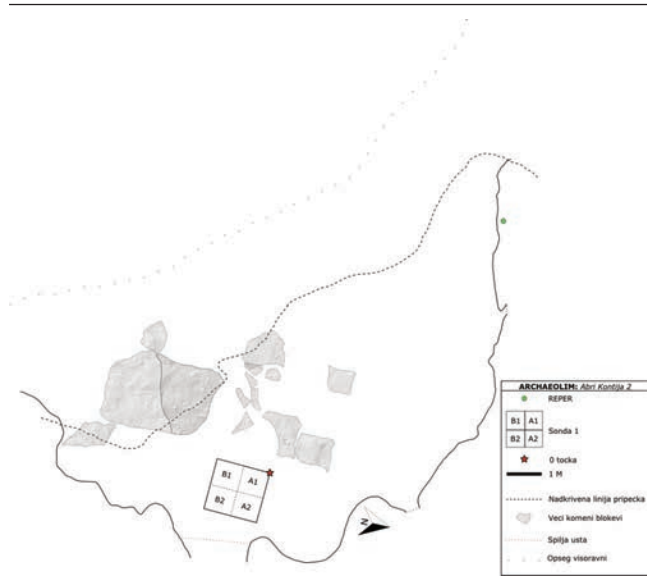 B1 A1
B2 A2
N
ARCHAEOLIM: Abri Kontija 2
REPER
B1 A1
B2 A2
Sonda 1
0 tocka
1 M
Nadkrivena linija pripecka
Veci komeni blokevi
Spilja usta
Opseg visoravni